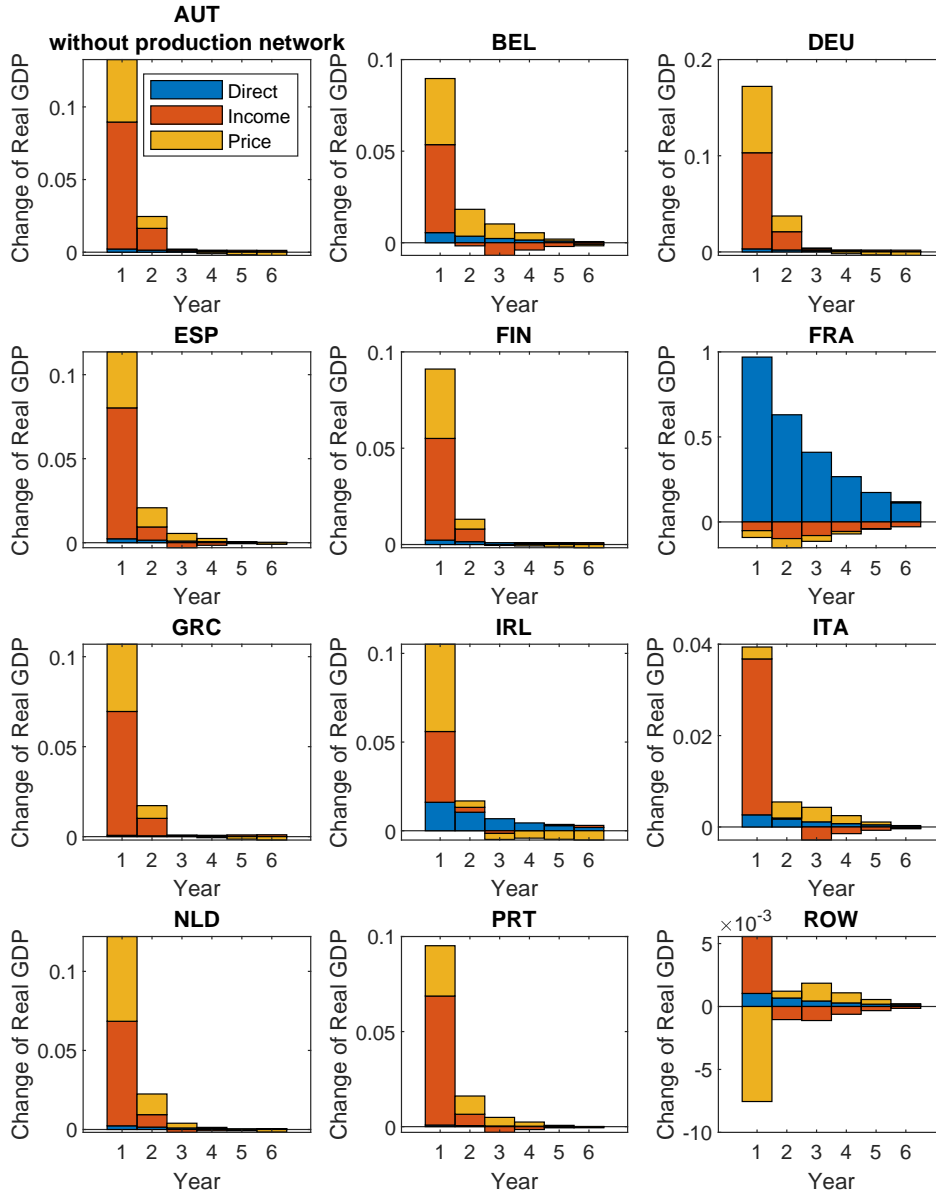 AUT
without production network
BEL
DEU
0.1
0.05
0
Direct
Income
Price
0.1
0.05
0
0.2
0.1
0
Change of Real GDP
Change of Real GDP
Change of Real GDP
1 2 3 4 5 6
1 2 3 4 5 6
1 2 3 4 5 6
Year
Year
Year
ESP
FIN
FRA
0.1
0.05
0
0.1
0.05
0
1
0.5
0
Change of Real GDP
Change of Real GDP
Change of Real GDP
1 2 3 4 5 6
1 2 3 4 5 6
1 2 3 4 5 6
Year
Year
Year
GRC
IRL
ITA
0.1
0.05
0
0.1
0.05
0
0.04
0.02
0
Change of Real GDP
Change of Real GDP
Change of Real GDP
1 2 3 4 5 6
1 2 3 4 5 6
1 2 3 4 5 6
Year
Year
Year
NLD
PRT
ROW
0.1
0.05
0
0.1
0.05
0
×10⁻³
5
0
-5
-10
Change of Real GDP
Change of Real GDP
Change of Real GDP
1 2 3 4 5 6
1 2 3 4 5 6
1 2 3 4 5 6
Year
Year
Year